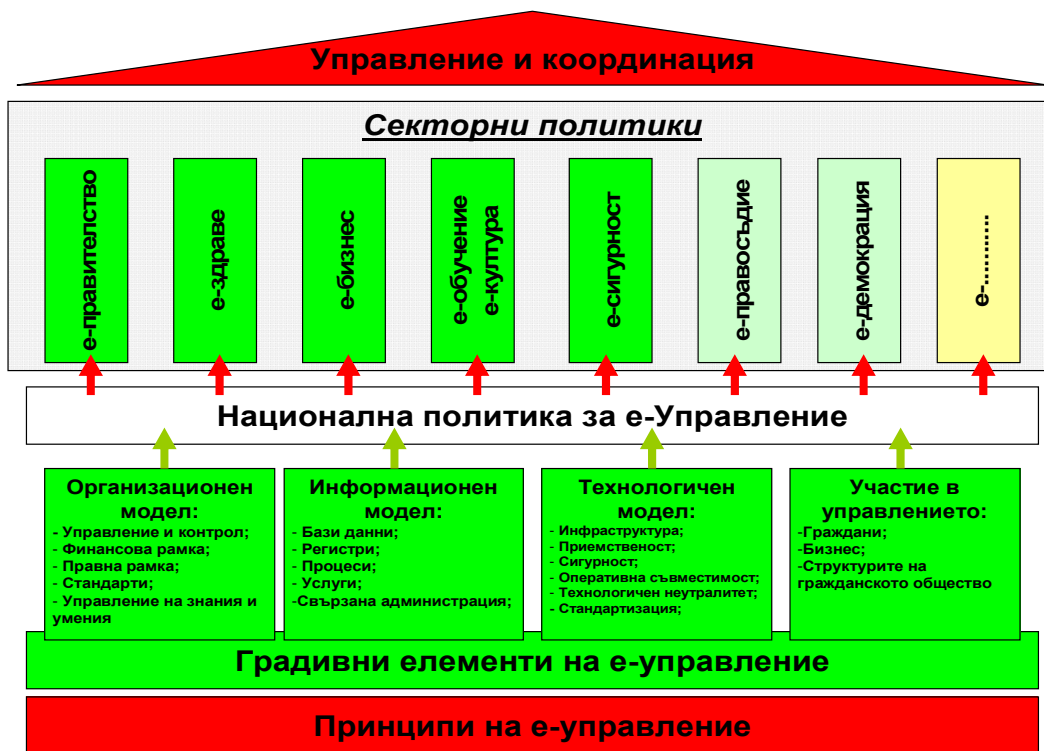 Управление и координация
Секторни политики
е-правителство
е-здраве
е-бизнес
е-обучение
е-култура
е-сигурност
е-правосъдие
е-демокрация
е-...........
Национална политика за е-Управление
Организационен
модел:
- Управление и контрол;
- Финансова рамка;
- Правна рамка;
- Стандарти;
- Управление на знания и
умения
Информационен
модел:
- Бази данни;
- Регистри;
- Процеси;
- Услуги;
-Свързана администрация;
Технологичен
модел:
- Инфраструктура;
- Приемственост;
- Сигурност;
- Оперативна съвместимост;
- Технологичен неутралитет;
- Стандартизация;
Участие в
управлението:
-Граждани;
-Бизнес;
-Структурите на
гражданското общество
Градивни елементи на е-управление
Принципи на е-управление